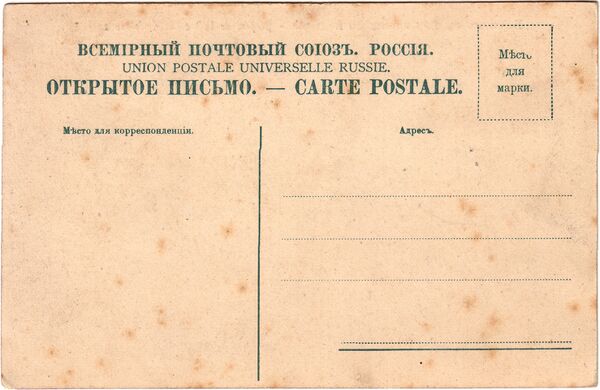 ВСЕМІРНЫЙ ПОЧТОВЫЙ СОЮЗЪ. РОССІЯ.
UNION POSTALE UNIVERSELLE RUSSIE.
ОТКРЫТОЕ ПИСЬМО. — CARTE POSTALE.
Мѣсто
для
марки.
Мѣсто для корреспонденціи.
Адресъ.